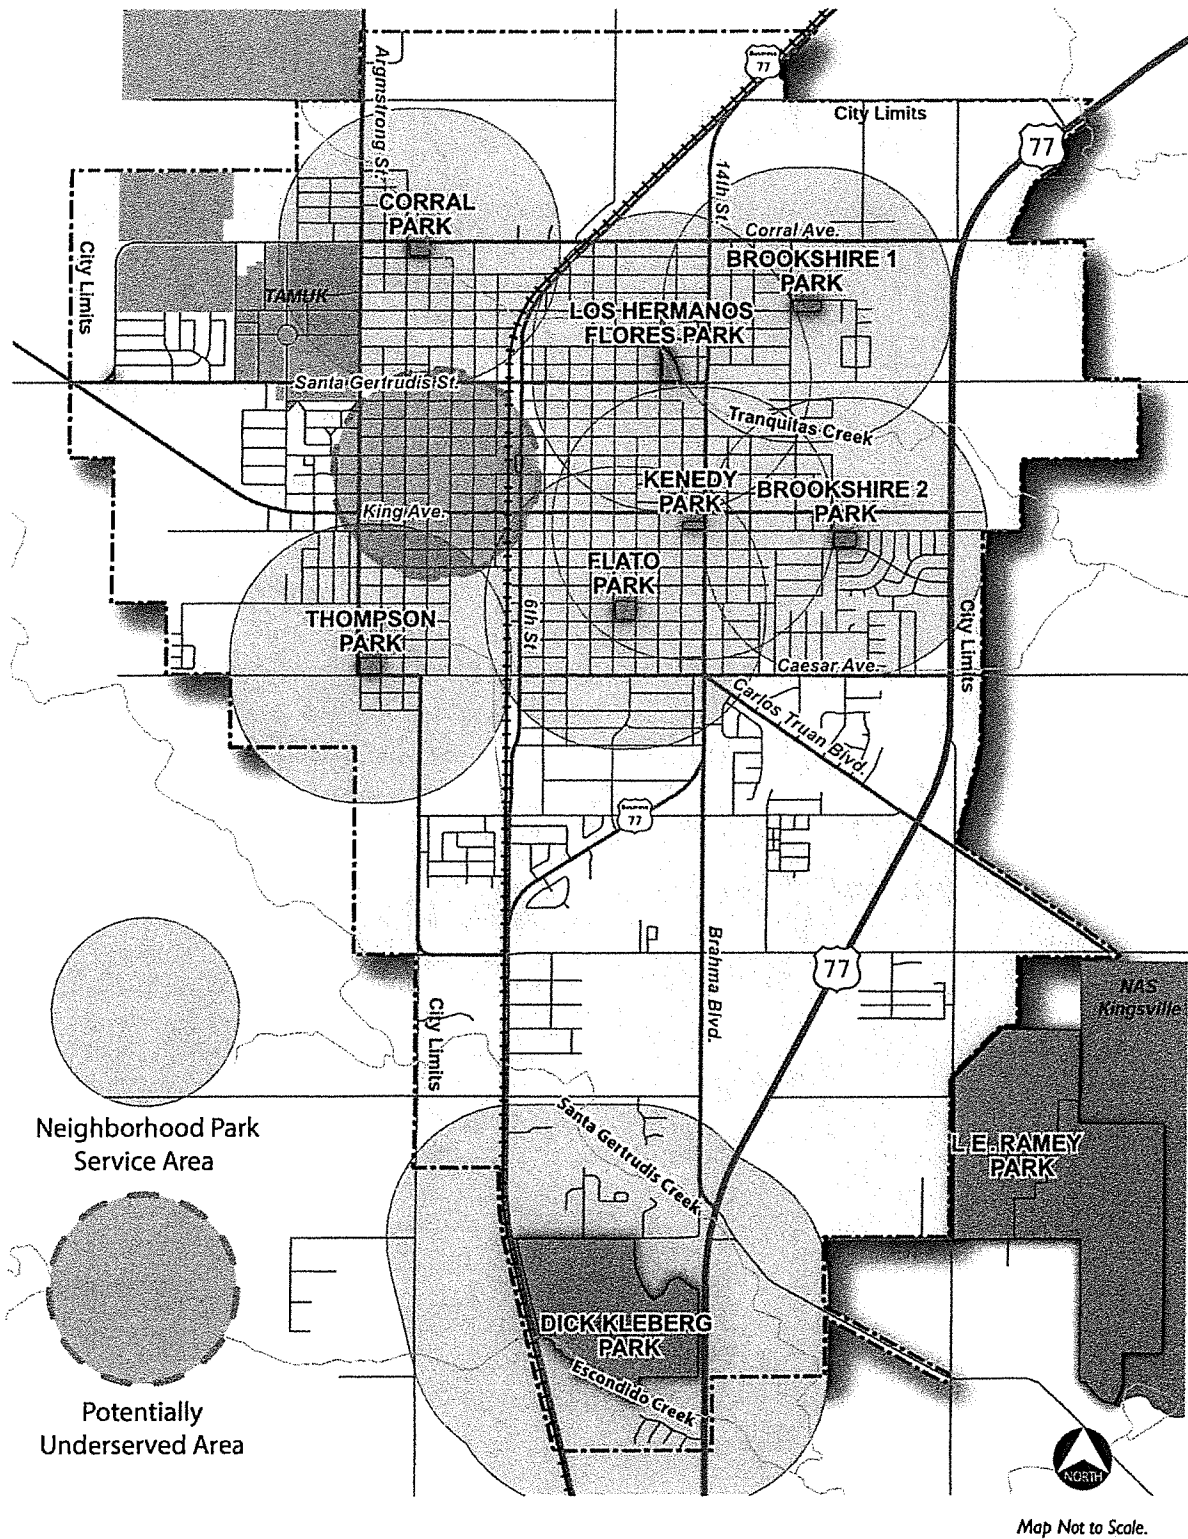 Business
77
Argmstrong St.
City Limits
77
CORRAL
PARK
14th St.
Corral Ave.
BROOKSHIRE 1
PARK
City Limits
TAMUK
LOS HERMANOS
FLORES PARK
Santa Gertrudis St.
Tranquitas Creek
KENEDY
PARK
BROOKSHIRE 2
PARK
King Ave.
FLATO
PARK
THOMPSON
PARK
6th St
City Limits
Caesar Ave.
Carlos Truan Blvd.
Business
77
Brahma Blvd.
77
NAS
Kingsville
City Limits
Neighborhood Park
Service Area
Santa Gertrudis Creek
L.E. RAMEY
PARK
DICK KLEBERG
PARK
Escondido Creek
Potentially
Underserved Area
NORTH
Map Not to Scale.